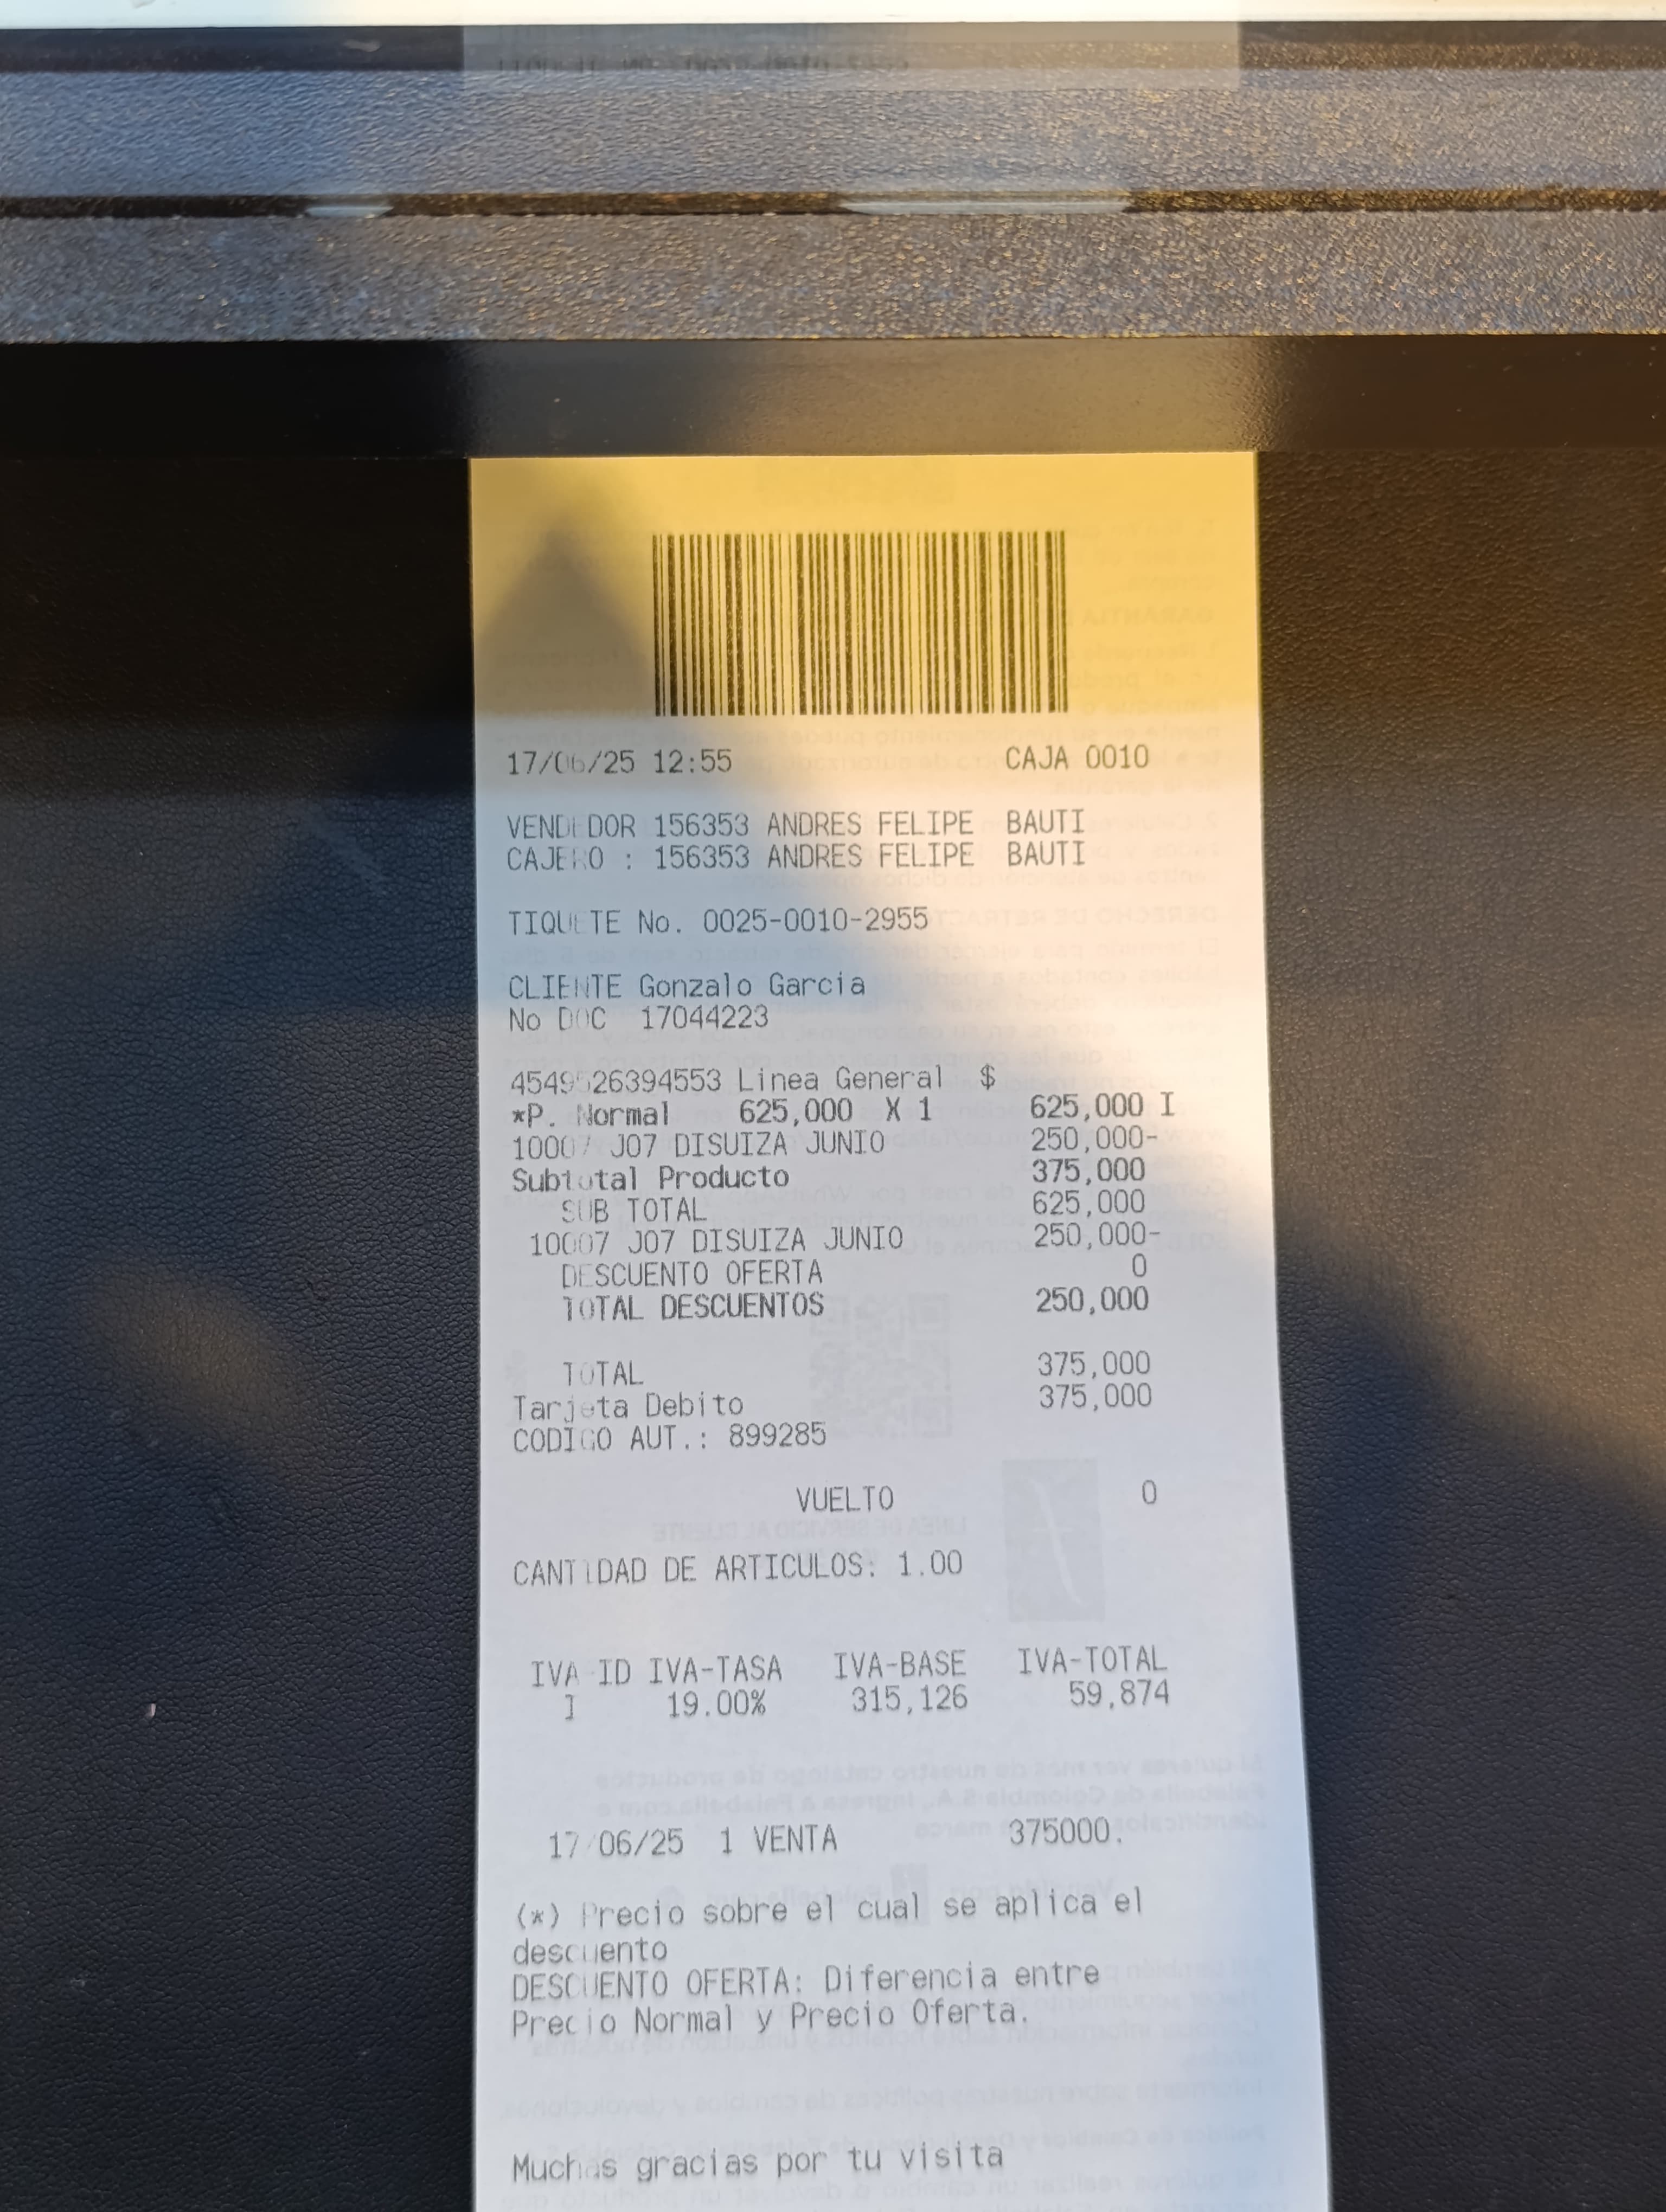 17/06/25 12:55 CAJA 0010
VENDEDOR 156353 ANDRES FELIPE BAUTI
CAJERO : 156353 ANDRES FELIPE BAUTI
TIQUETE No. 0025-0010-2955
CLIENTE Gonzalo Garcia
No DOC 17044223
4549526394553 Linea General $
*P. Normal 625,000 X 1 625,000 I
10007 J07 DISUIZA JUNIO 250,000-
Subtotal Producto 375,000
SUB TOTAL 625,000
10007 J07 DISUIZA JUNIO 250,000-
DESCUENTO OFERTA 0
TOTAL DESCUENTOS 250,000
TOTAL 375,000
Tarjeta Debito 375,000
CODIGO AUT.: 899285
VUELTO 0
CANTIDAD DE ARTICULOS: 1.00
IVA ID IVA-TASA IVA-BASE IVA-TOTAL
I 19.00% 315,126 59,874
17/06/25 1 VENTA 375000.
(*) Precio sobre el cual se aplica el
descuento
DESCUENTO OFERTA: Diferencia entre
Precio Normal y Precio Oferta.
Muchas gracias por tu visita